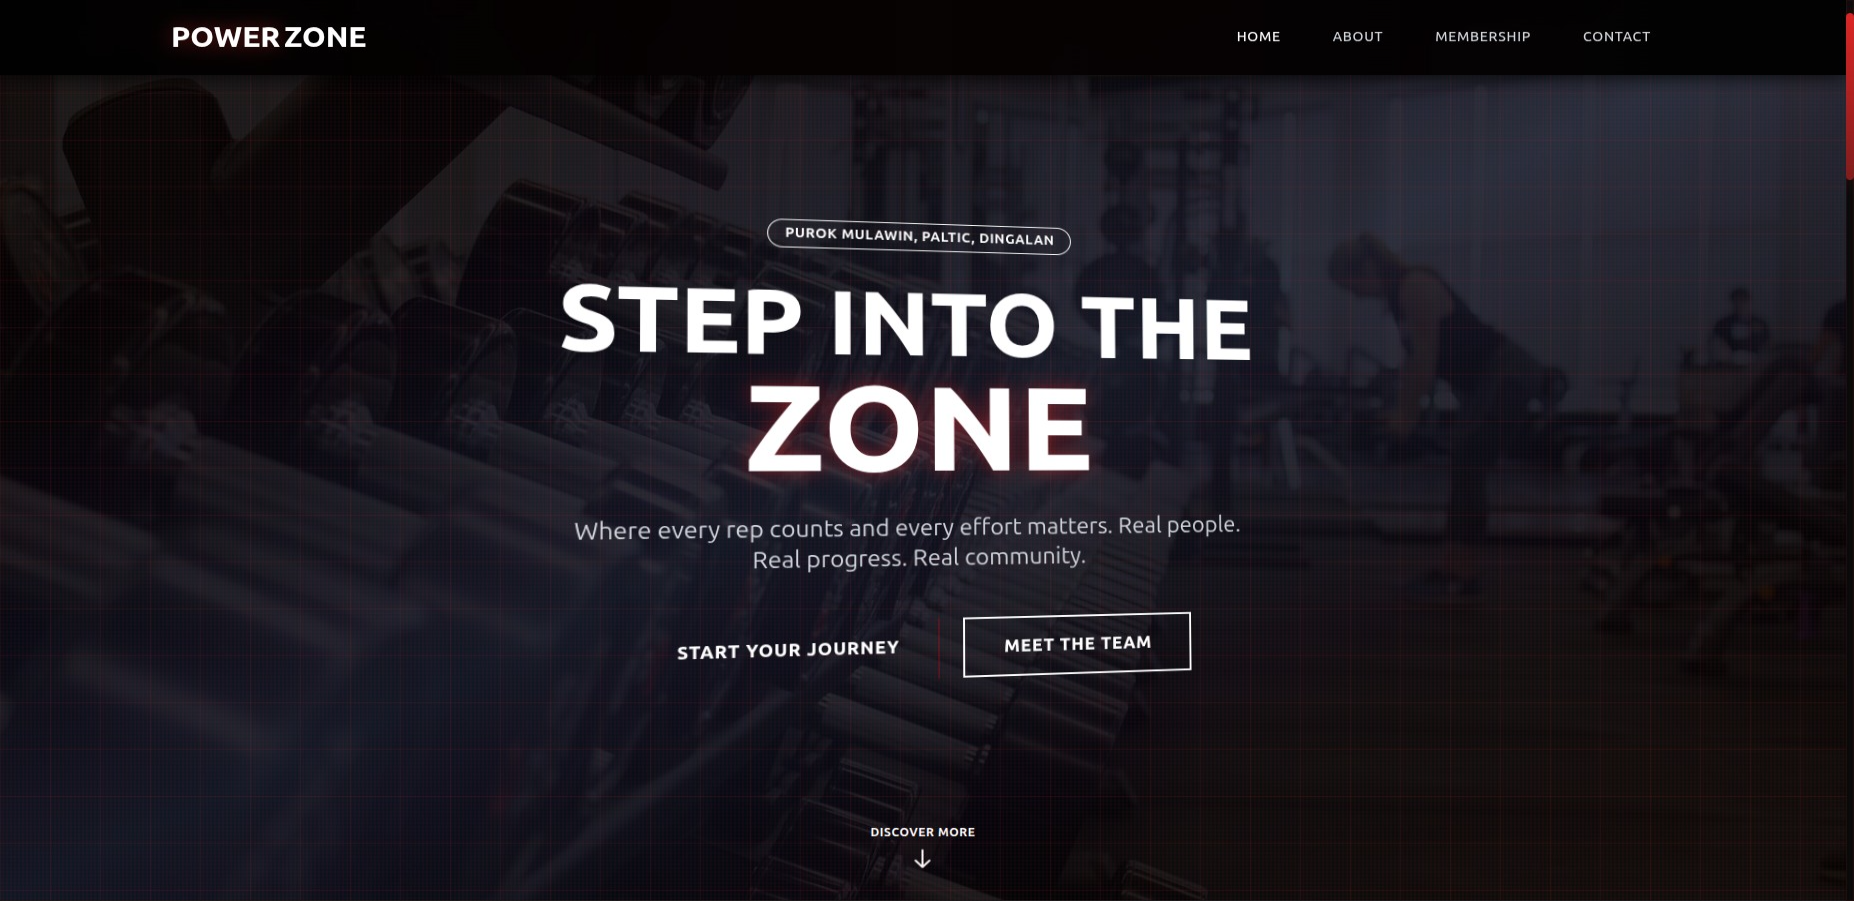 POWER ZONE
HOME
ABOUT
MEMBERSHIP
CONTACT
PUROK MULAWIN, PALTIC, DINGALAN
STEP INTO THE
ZONE
Where every rep counts and every effort matters. Real people.
Real progress. Real community.
START YOUR JOURNEY
MEET THE TEAM
DISCOVER MORE